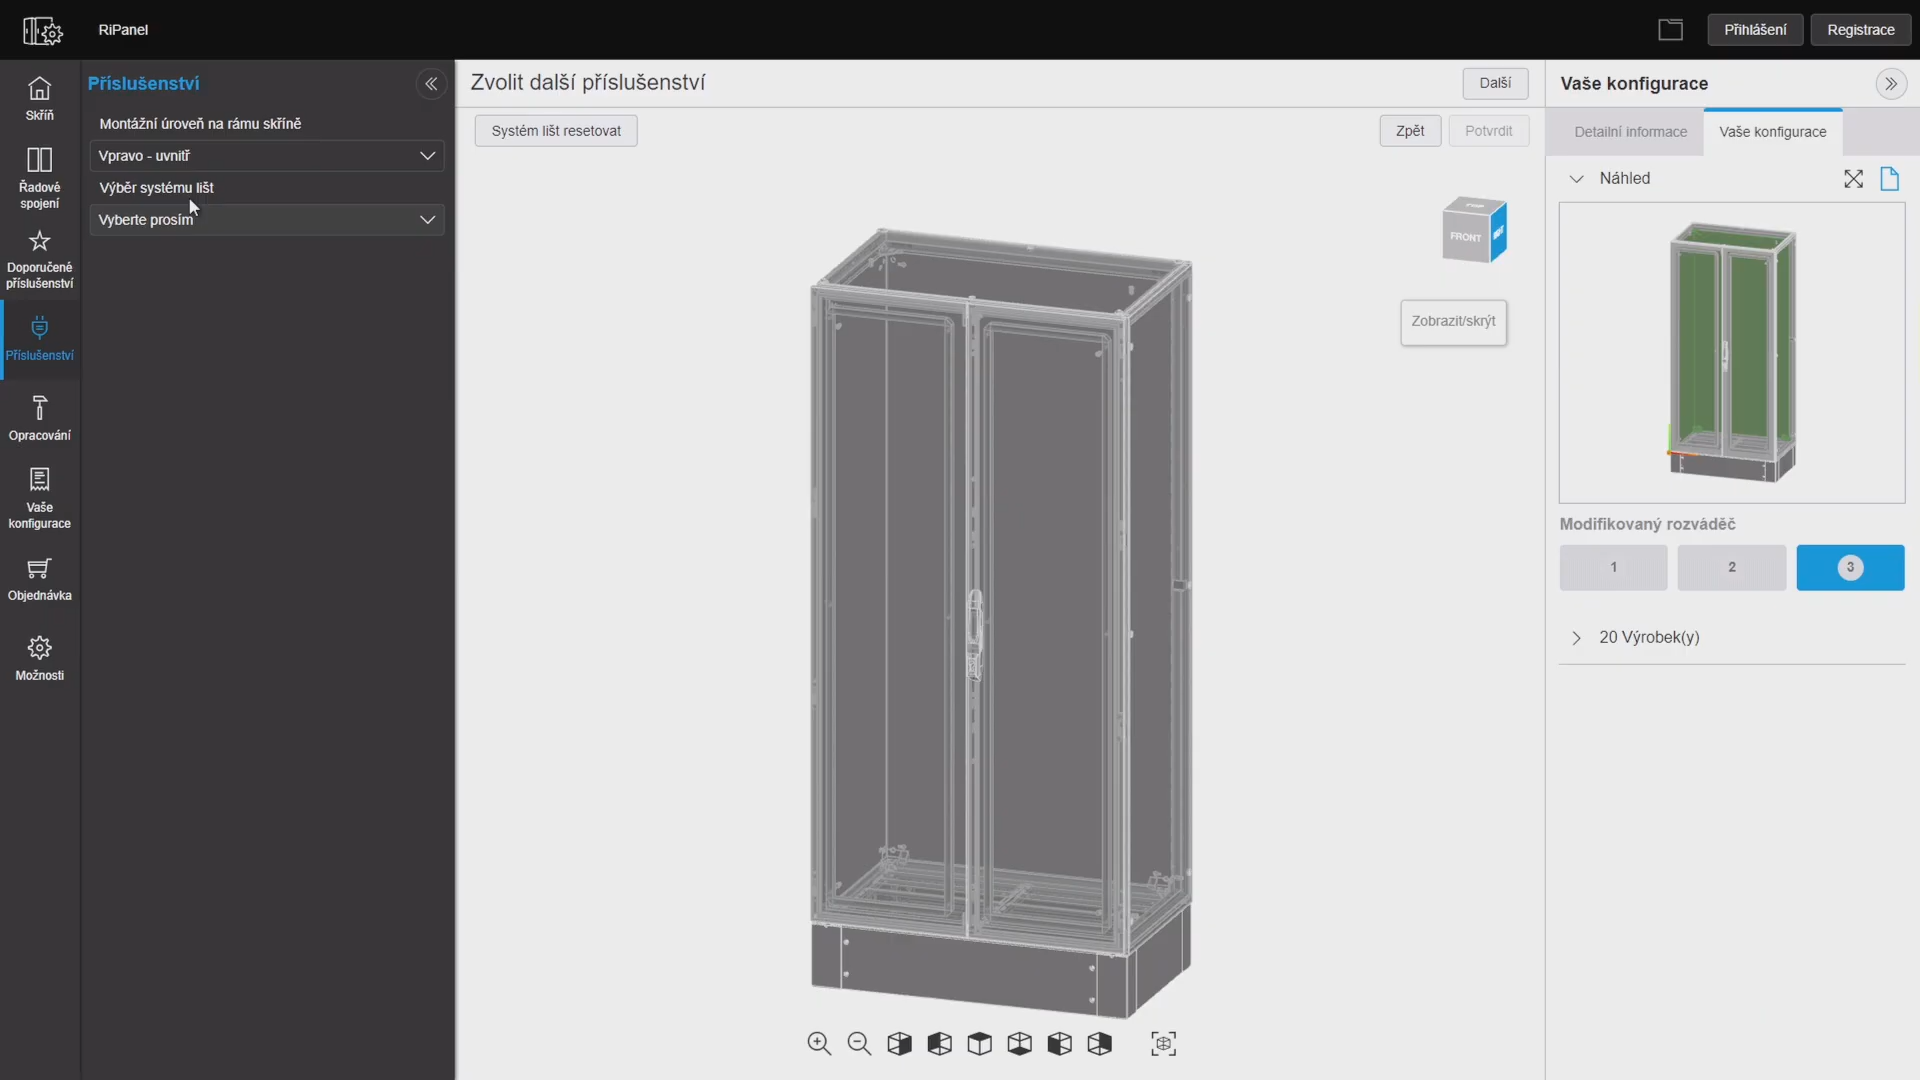 RiPanel
Přihlášení
Registrace
Skříň
Řadové
spojení
Doporučené
příslušenství
Příslušenství
Opracování
Vaše
konfigurace
Objednávka
Možnosti
Příslušenství
Montážní úroveň na rámu skříně
Vpravo - uvnitř
Výběr systému lišt
Vyberte prosím
Zvolit další příslušenství
Další
Systém lišt resetovat
Zpět
Potvrdit
TOP
FRONT
RIGHT
Zobrazit/skrýt
Vaše konfigurace
Detailní informace
Vaše konfigurace
Náhled
Modifikovaný rozváděč
1
2
3
20 Výrobek(y)